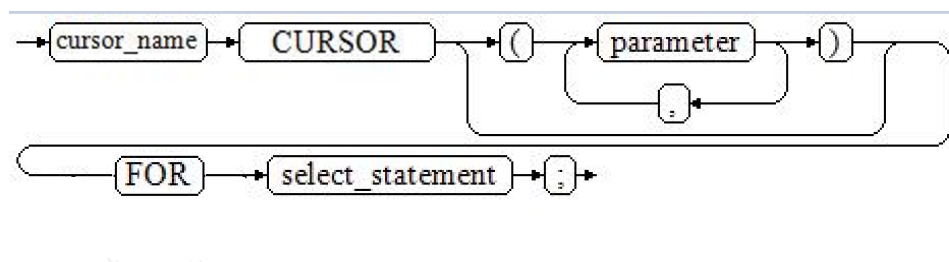 cursor_name CURSOR ( parameter )
,
FOR select_statement ;